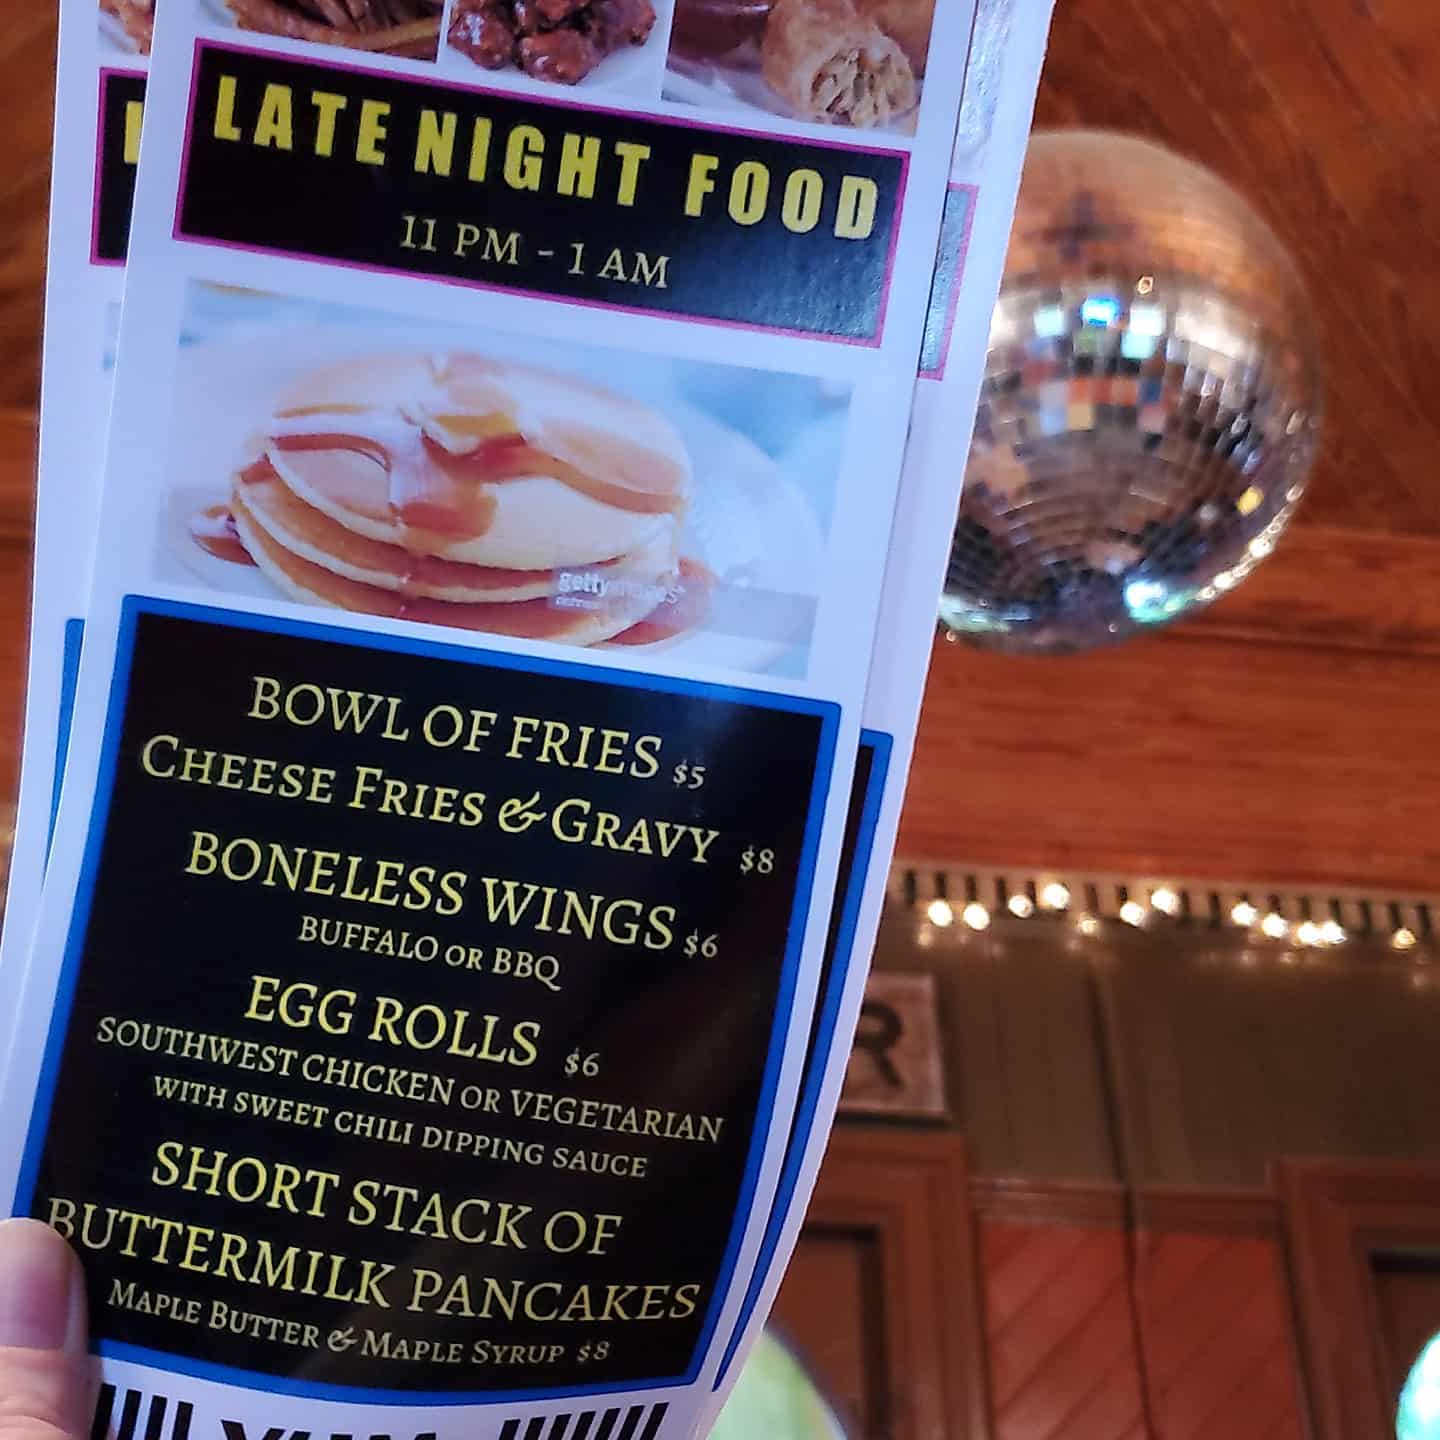 LATE NIGHT FOOD
11 PM - 1 AM
gettyimages
BOWL OF FRIES $5
CHEESE FRIES & GRAVY $8
BONELESS WINGS $6
BUFFALO OR BBQ
EGG ROLLS $6
SOUTHWEST CHICKEN OR VEGETARIAN
WITH SWEET CHILI DIPPING SAUCE
SHORT STACK OF
BUTTERMILK PANCAKES
MAPLE BUTTER & MAPLE SYRUP $8
R